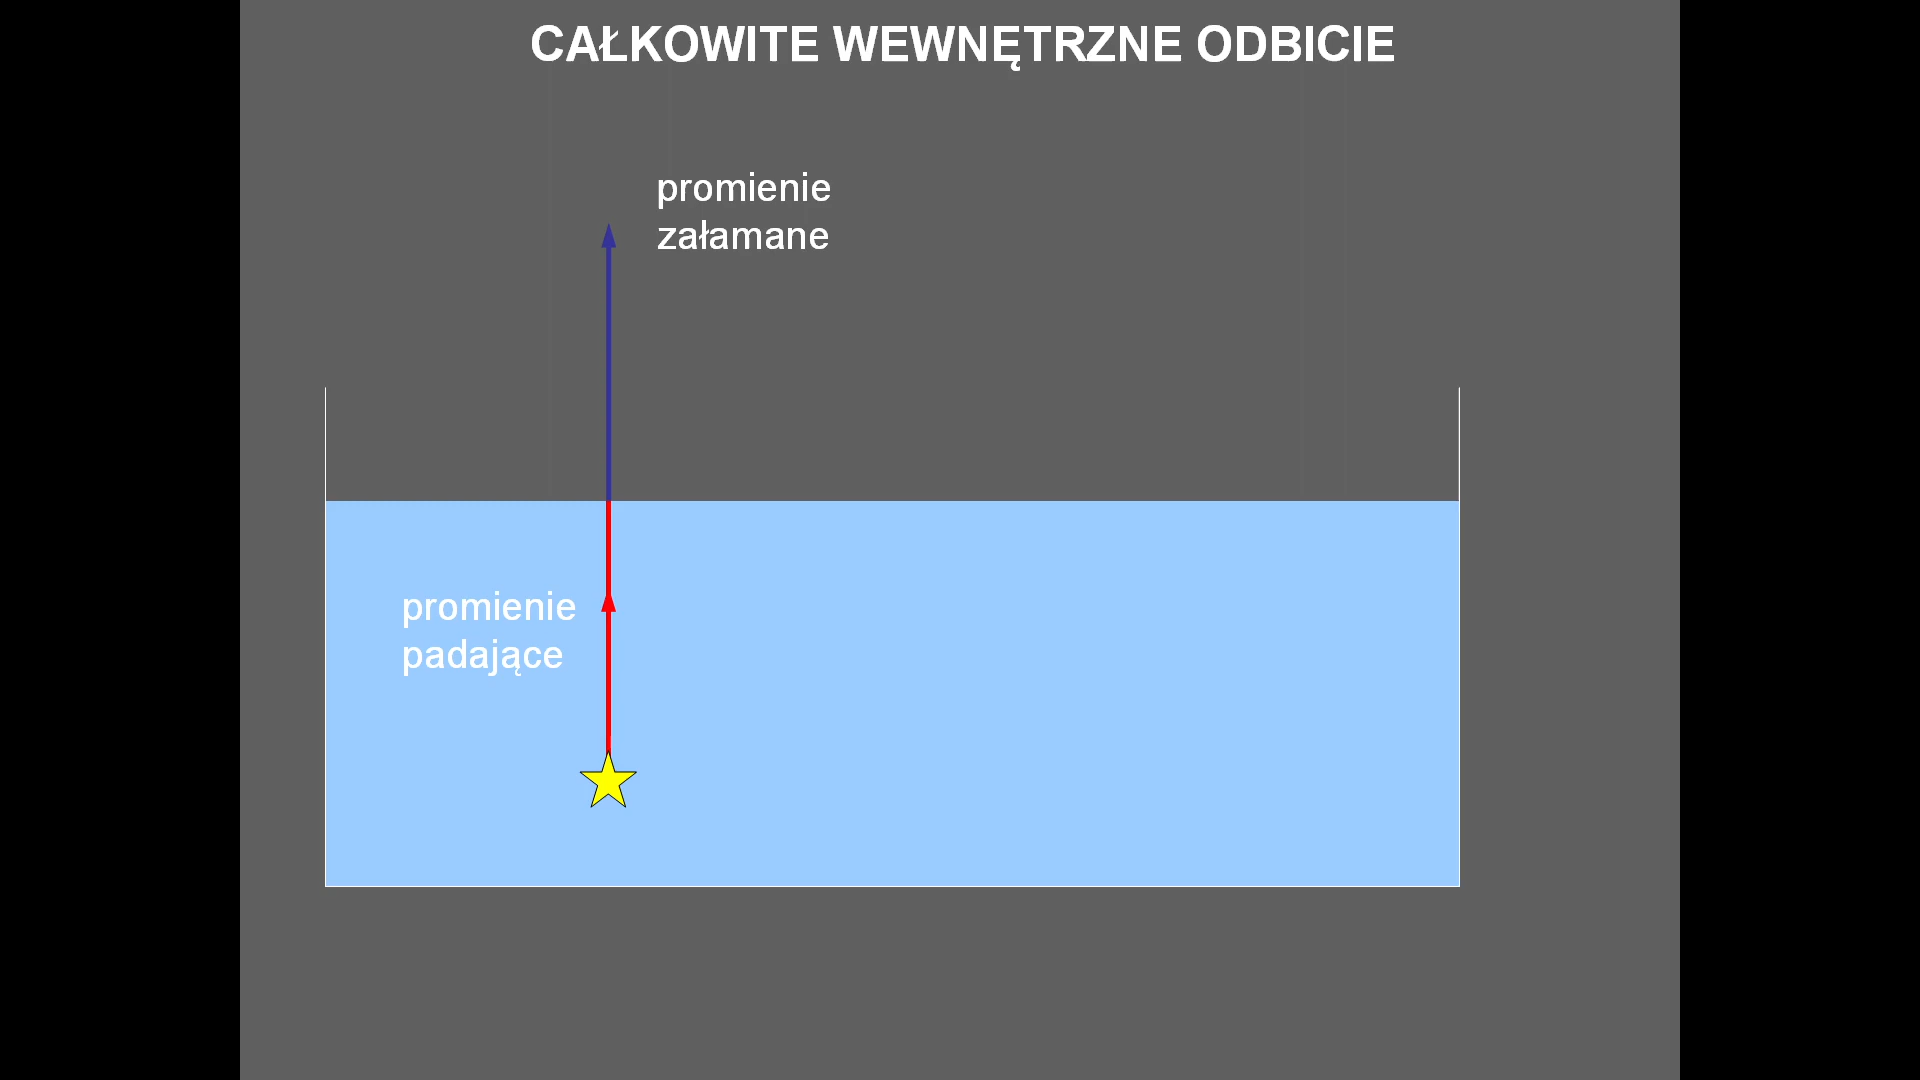 CAŁKOWITE WEWNĘTRZNE ODBICIE
promienie
załamane
promienie
padające